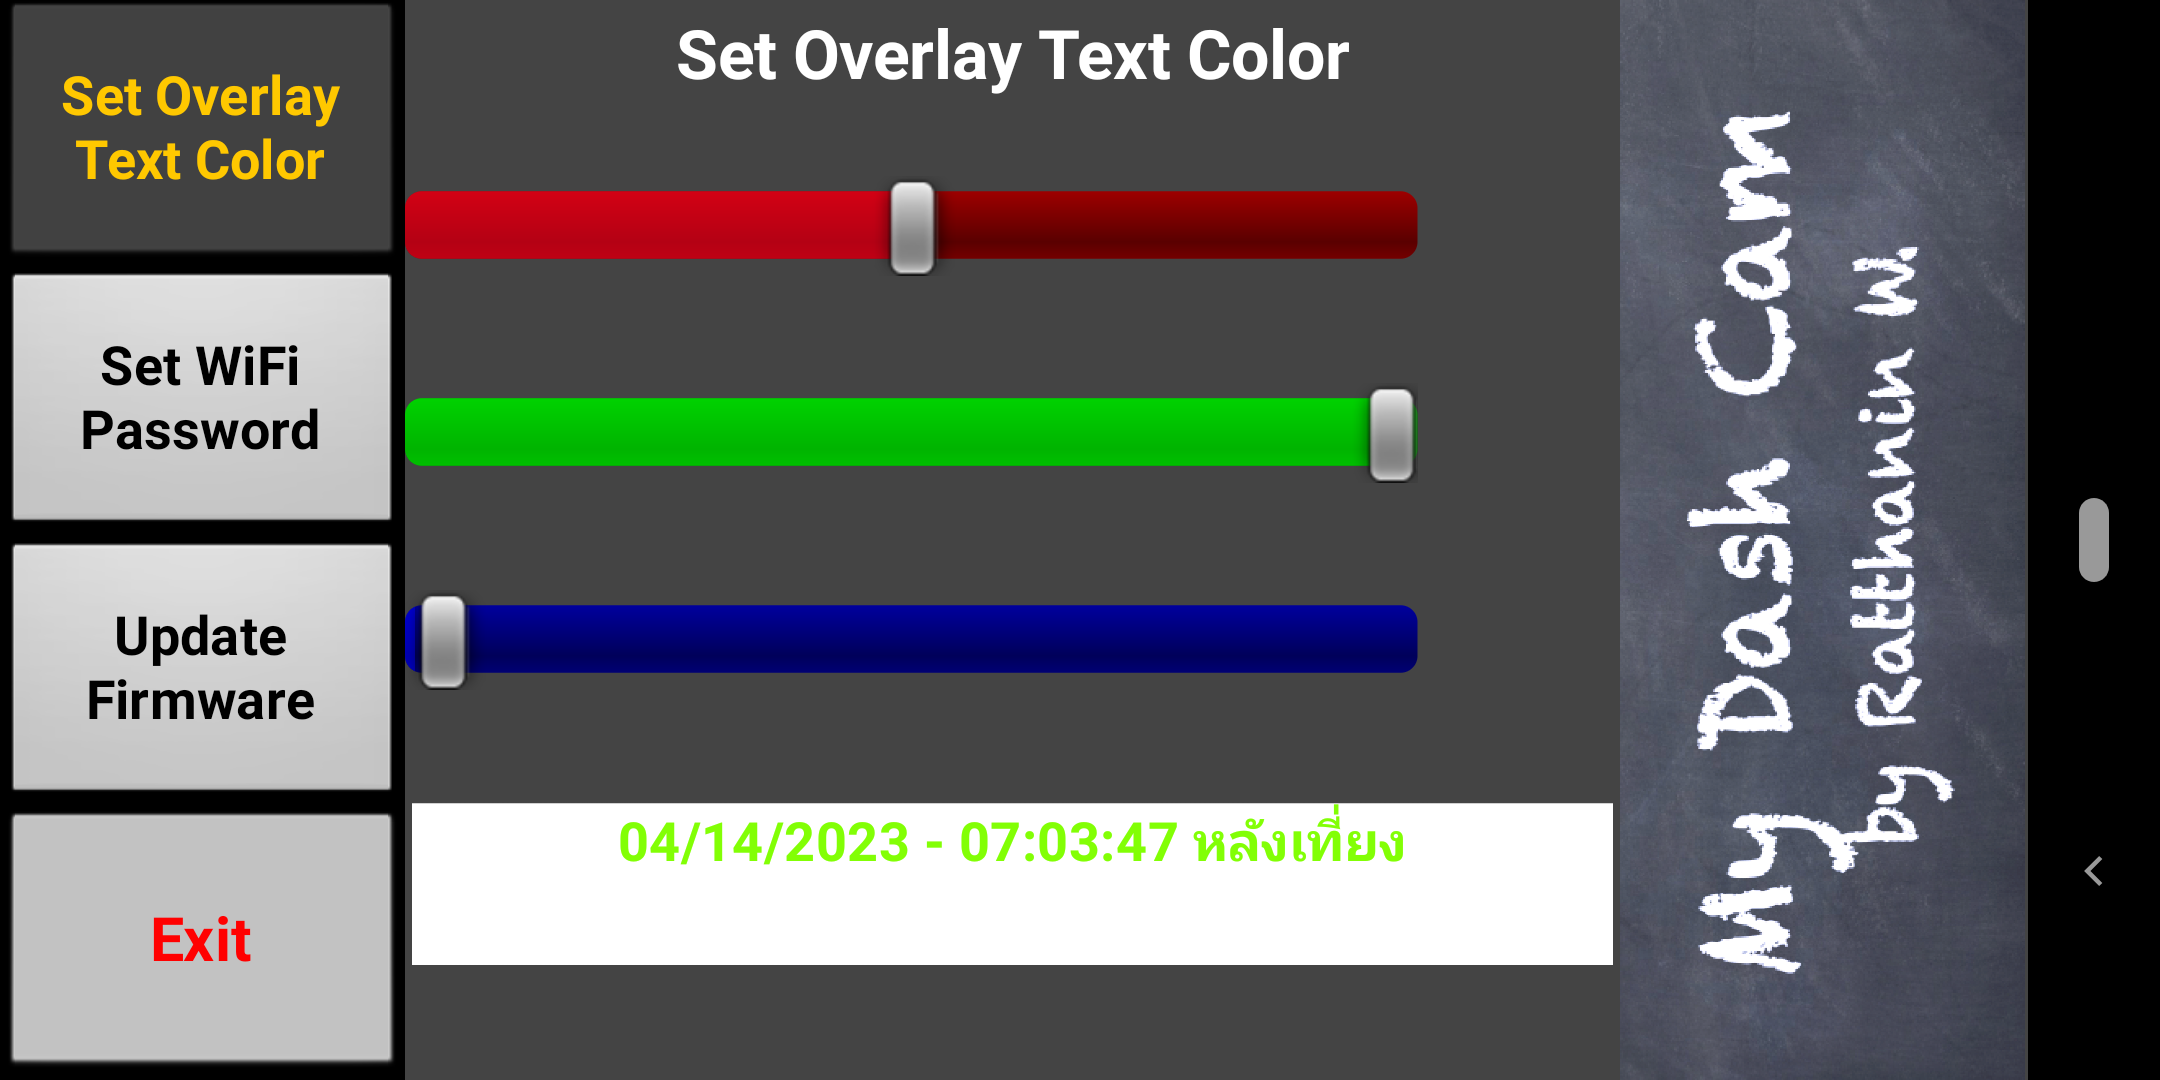 Set Overlay
Text Color
Set WiFi
Password
Update
Firmware
Exit
Set Overlay Text Color
04/14/2023 - 07:03:47 หลังเที่ยง
My Dash Cam
by Ratthanin W.